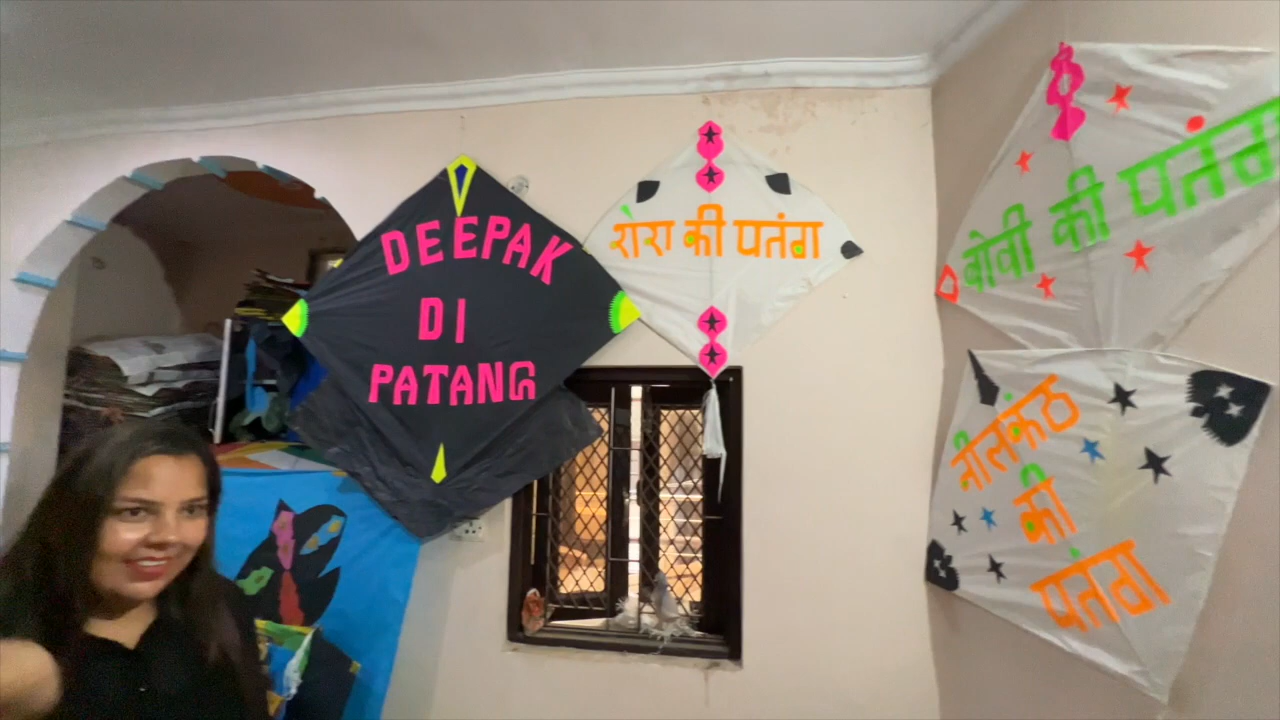 DEEPAK
DI
PATANG
रोरा की पतंग
बोवी की पतंग
नीलकंठ
की
पतंगा